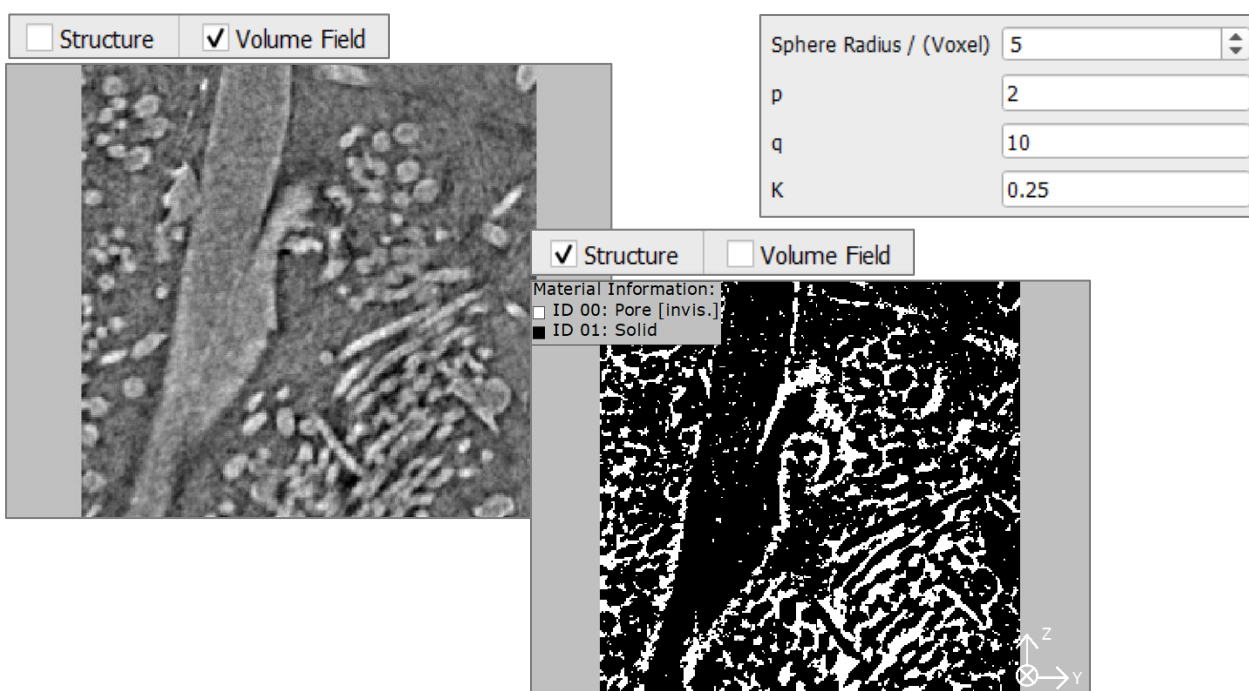 Structure Volume Field
Sphere Radius / (Voxel) 5
p 2
q 10
K 0.25
Structure Volume Field
Material Information:
ID 00: Pore [invis.]
ID 01: Solid
Z
Y